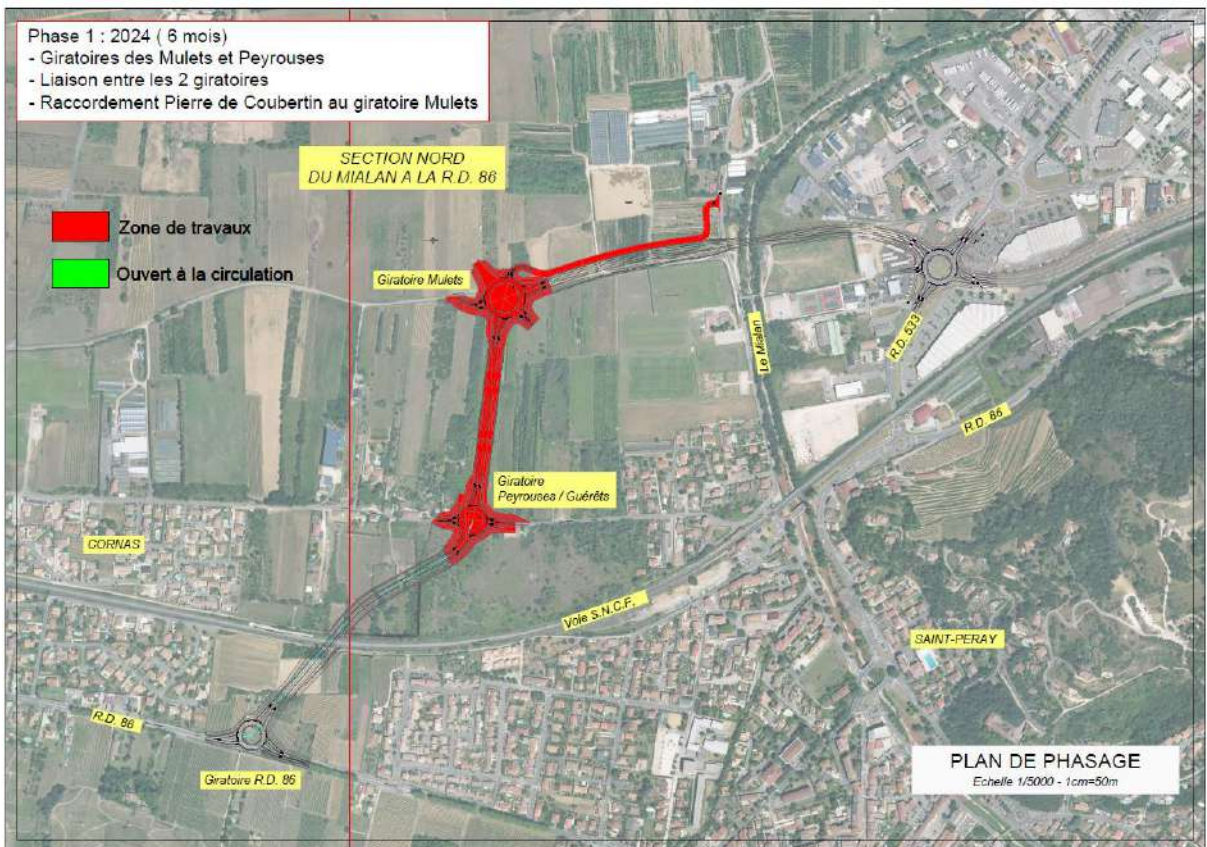 Phase 1 : 2024 ( 6 mois)
- Giratoires des Mulets et Peyrouses
- Liaison entre les 2 giratoires
- Raccordement Pierre de Coubertin au giratoire Mulets
SECTION NORD
DU MIALAN A LA R.D. 86
Zone de travaux
Ouvert à la circulation
Giratoire Mulets
Le Mialan
R.D. 533
R.D. 86
Giratoire
Peyrouses / Guérêts
CORNAS
Voie S.N.C.F.
SAINT-PERAY
R.D. 86
Giratoire R.D. 86
PLAN DE PHASAGE
Echelle 1/5000 - 1cm=50m